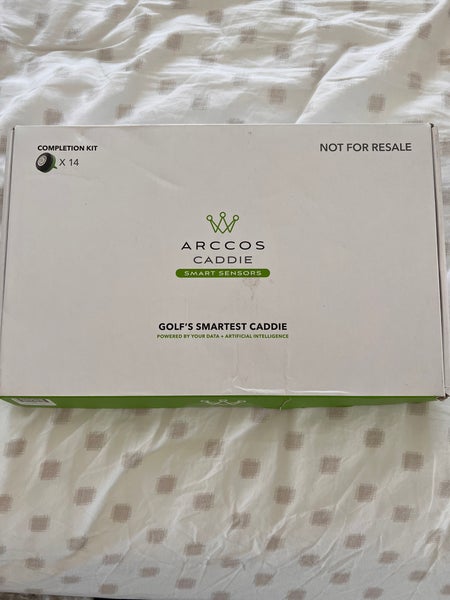 COMPLETION KIT
X 14
NOT FOR RESALE
ARCCOS
CADDIE
SMART SENSORS
GOLF'S SMARTEST CADDIE
POWERED BY YOUR DATA + ARTIFICIAL INTELLIGENCE